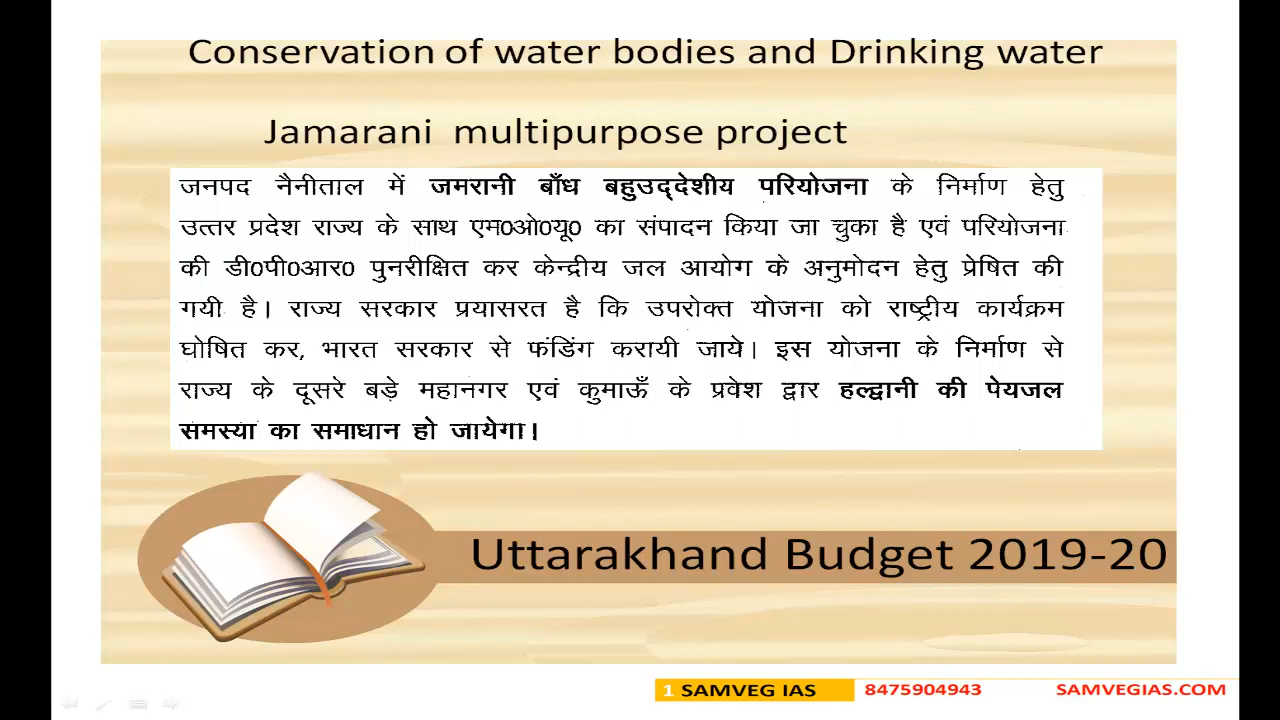 Conservation of water bodies and Drinking water
Jamarani multipurpose project
जनपद नैनीताल में जमरानी बाँध बहुउद्देशीय परियोजना के निर्माण हेतु
उत्तर प्रदेश राज्य के साथ एम0ओ0यू0 का संपादन किया जा चुका है एवं परियोजना
की डी0पी0आर0 पुनरीक्षित कर केन्द्रीय जल आयोग के अनुमोदन हेतु प्रेषित की
गयी है। राज्य सरकार प्रयासरत है कि उपरोक्त योजना को राष्ट्रीय कार्यक्रम
घोषित कर, भारत सरकार से फंडिंग करायी जाये। इस योजना के निर्माण से
राज्य के दूसरे बड़े महानगर एवं कुमाऊँ के प्रवेश द्वार हल्द्वानी की पेयजल
समस्या का समाधान हो जायेगा।
Uttarakhand Budget 2019-20
1 SAMVEG IAS 8475904943 SAMVEGIAS.COM